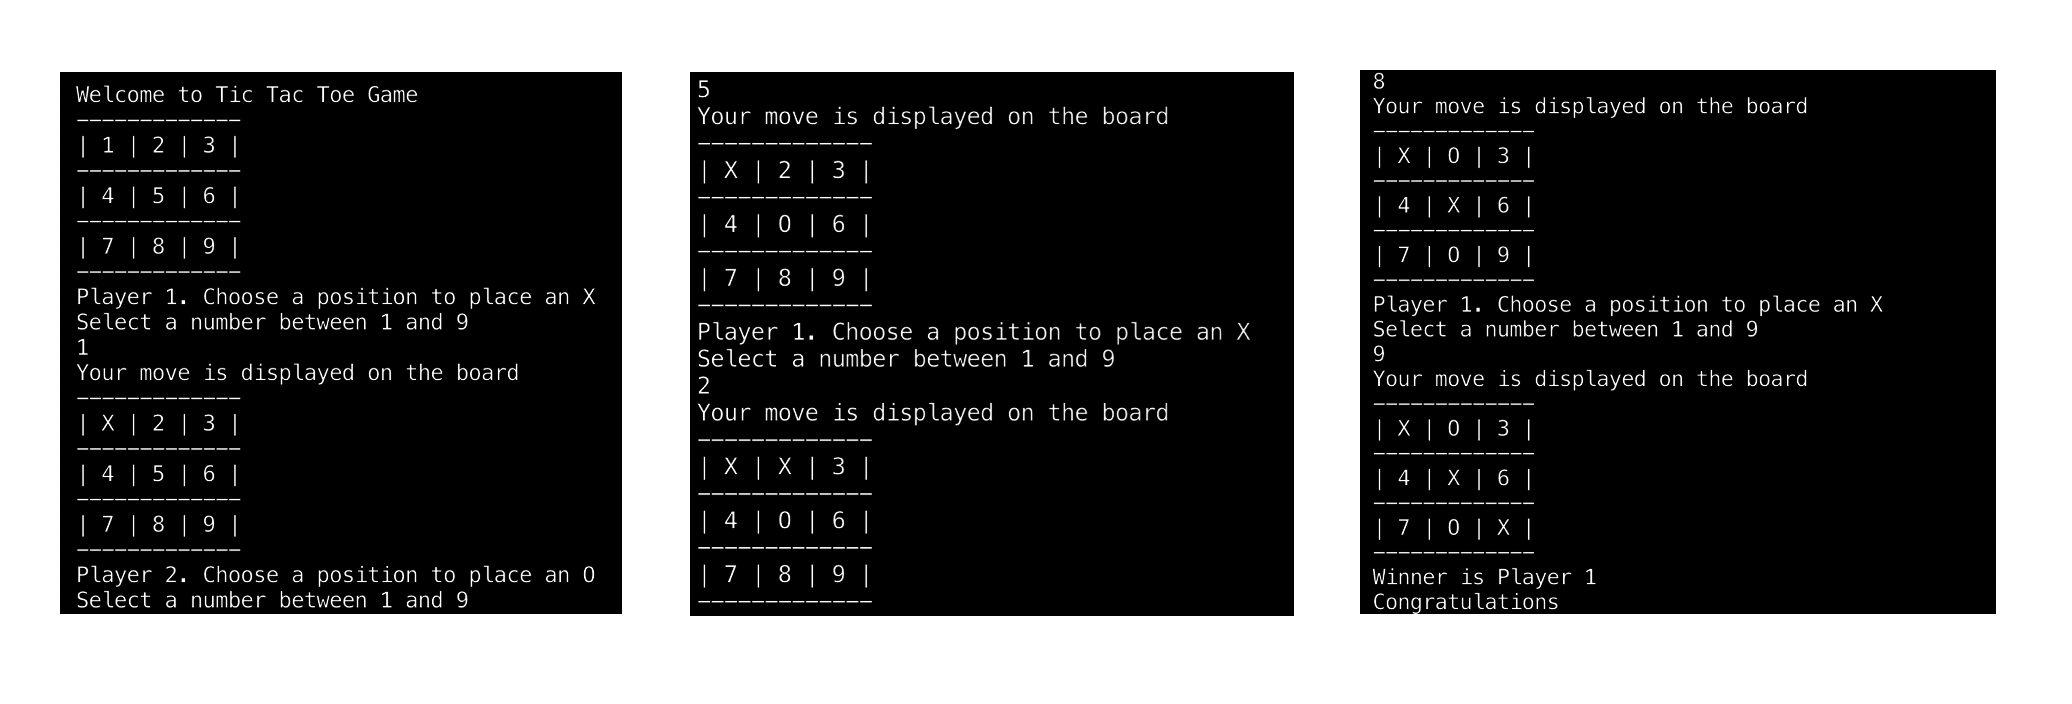 Welcome to Tic Tac Toe Game
-------------
| 1 | 2 | 3 |
-------------
| 4 | 5 | 6 |
-------------
| 7 | 8 | 9 |
-------------
Player 1. Choose a position to place an X
Select a number between 1 and 9
1
Your move is displayed on the board
-------------
| X | 2 | 3 |
-------------
| 4 | 5 | 6 |
-------------
| 7 | 8 | 9 |
-------------
Player 2. Choose a position to place an O
Select a number between 1 and 9
5
Your move is displayed on the board
-------------
| X | 2 | 3 |
-------------
| 4 | O | 6 |
-------------
| 7 | 8 | 9 |
-------------
Player 1. Choose a position to place an X
Select a number between 1 and 9
2
Your move is displayed on the board
-------------
| X | X | 3 |
-------------
| 4 | O | 6 |
-------------
| 7 | 8 | 9 |
-------------
8
Your move is displayed on the board
-------------
| X | O | 3 |
-------------
| 4 | X | 6 |
-------------
| 7 | O | 9 |
-------------
Player 1. Choose a position to place an X
Select a number between 1 and 9
9
Your move is displayed on the board
-------------
| X | O | 3 |
-------------
| 4 | X | 6 |
-------------
| 7 | O | X |
-------------
Winner is Player 1
Congratulations